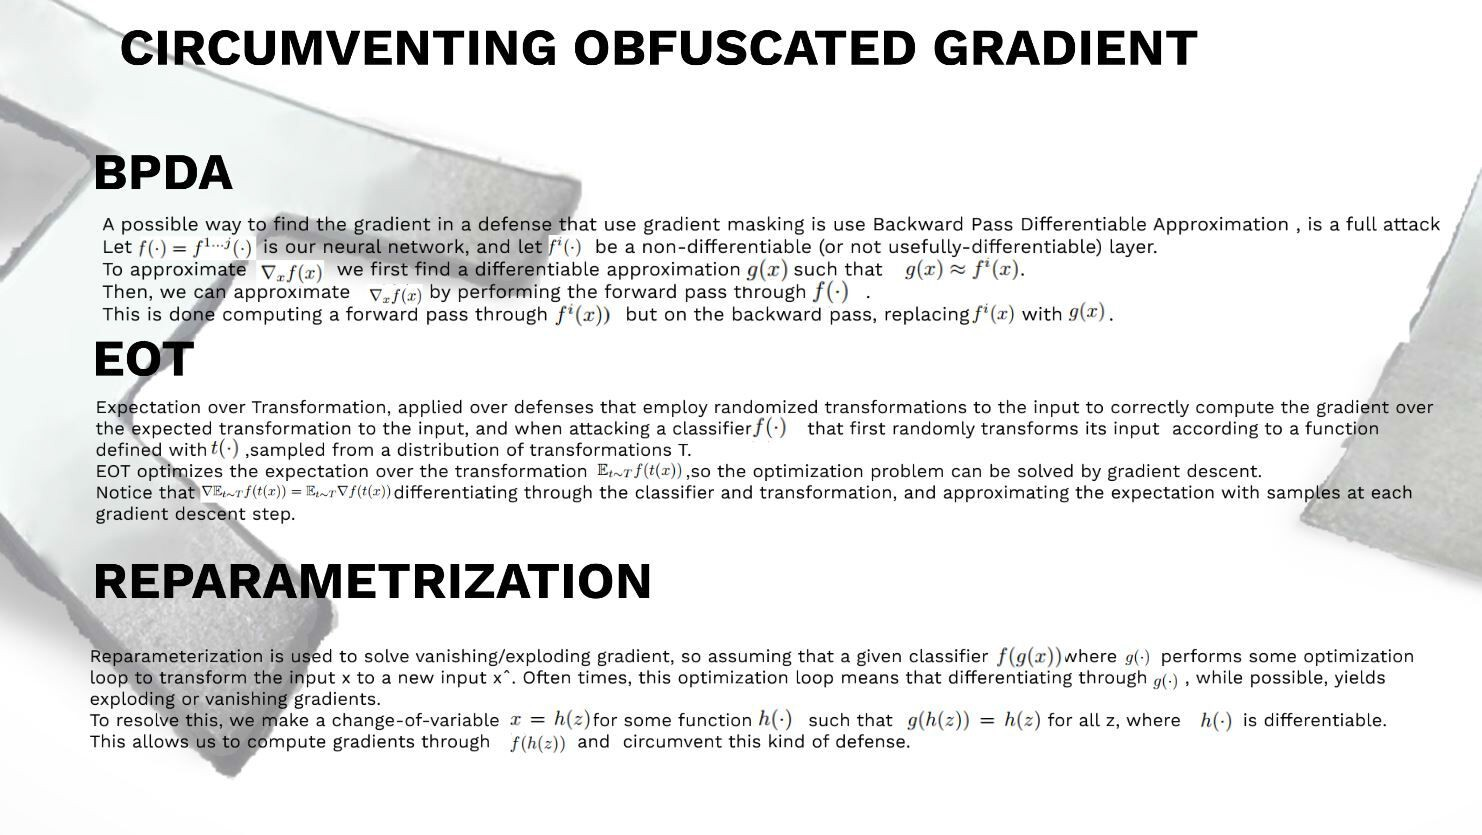 CIRCUMVENTING OBFUSCATED GRADIENT
BPDA
A possible way to find the gradient in a defense that use gradient masking is use Backward Pass Differentiable Approximation , is a full attack
Let f(·) = f^{1...j}(·) is our neural network, and let f^i(·) be a non-differentiable (or not usefully-differentiable) layer.
To approximate ∇_x f(x) we first find a differentiable approximation g(x) such that g(x) ≈ f^i(x).
Then, we can approximate ∇_x f(x) by performing the forward pass through f(·) .
This is done computing a forward pass through f^i(x)) but on the backward pass, replacing f^i(x) with g(x).
EOT
Expectation over Transformation, applied over defenses that employ randomized transformations to the input to correctly compute the gradient over
the expected transformation to the input, and when attacking a classifier f(·) that first randomly transforms its input according to a function
defined with t(·) ,sampled from a distribution of transformations T.
EOT optimizes the expectation over the transformation 𝔼_{t∼T} f(t(x)) ,so the optimization problem can be solved by gradient descent.
Notice that ∇𝔼_{t∼T} f(t(x)) = 𝔼_{t∼T} ∇f(t(x)) differentiating through the classifier and transformation, and approximating the expectation with samples at each
gradient descent step.
REPARAMETRIZATION
Reparameterization is used to solve vanishing/exploding gradient, so assuming that a given classifier f(g(x)) where g(·) performs some optimization
loop to transform the input x to a new input xˆ. Often times, this optimization loop means that differentiating through g(·) , while possible, yields
exploding or vanishing gradients.
To resolve this, we make a change-of-variable x = h(z) for some function h(·) such that g(h(z)) = h(z) for all z, where h(·) is differentiable.
This allows us to compute gradients through f(h(z)) and circumvent this kind of defense.